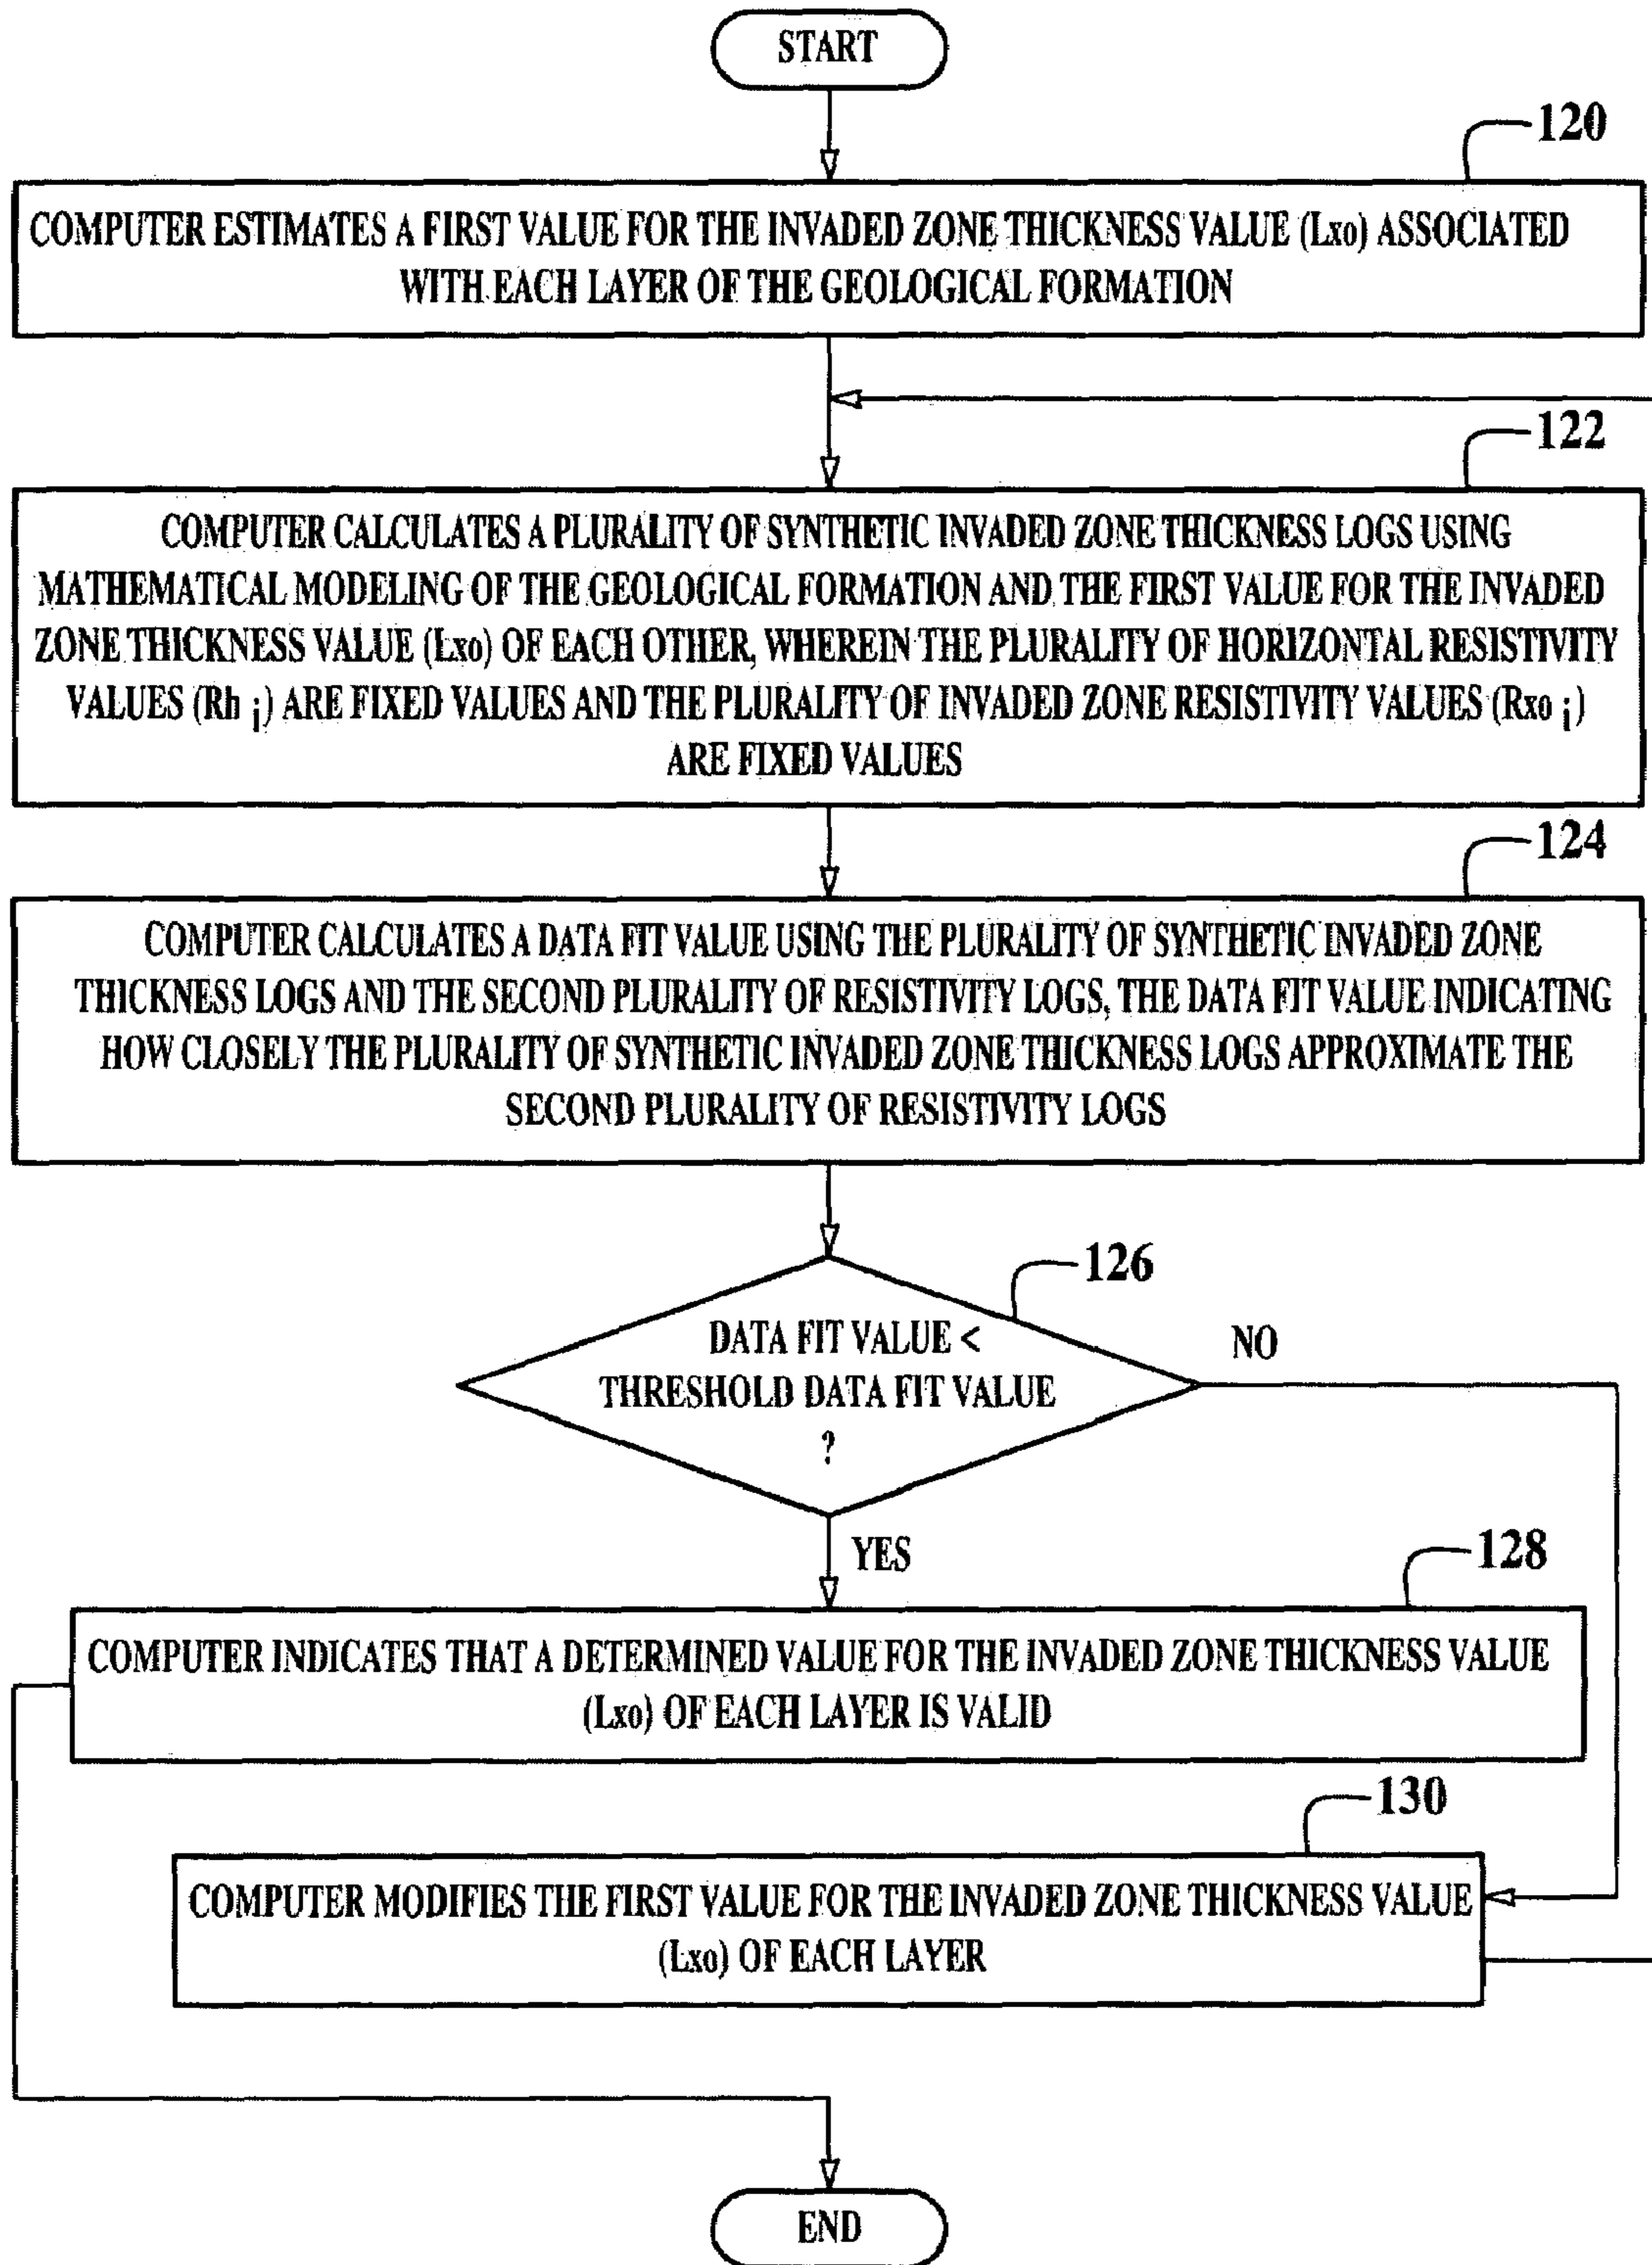 START
120
COMPUTER ESTIMATES A FIRST VALUE FOR THE INVADED ZONE THICKNESS VALUE (Lxo) ASSOCIATED
WITH EACH LAYER OF THE GEOLOGICAL FORMATION
122
COMPUTER CALCULATES A PLURALITY OF SYNTHETIC INVADED ZONE THICKNESS LOGS USING
MATHEMATICAL MODELING OF THE GEOLOGICAL FORMATION AND THE FIRST VALUE FOR THE INVADED
ZONE THICKNESS VALUE (Lxo) OF EACH OTHER, WHEREIN THE PLURALITY OF HORIZONTAL RESISTIVITY
VALUES (Rh i) ARE FIXED VALUES AND THE PLURALITY OF INVADED ZONE RESISTIVITY VALUES (Rxo i)
ARE FIXED VALUES
124
COMPUTER CALCULATES A DATA FIT VALUE USING THE PLURALITY OF SYNTHETIC INVADED ZONE
THICKNESS LOGS AND THE SECOND PLURALITY OF RESISTIVITY LOGS, THE DATA FIT VALUE INDICATING
HOW CLOSELY THE PLURALITY OF SYNTHETIC INVADED ZONE THICKNESS LOGS APPROXIMATE THE
SECOND PLURALITY OF RESISTIVITY LOGS
126
DATA FIT VALUE <
THRESHOLD DATA FIT VALUE
?
NO
YES
128
COMPUTER INDICATES THAT A DETERMINED VALUE FOR THE INVADED ZONE THICKNESS VALUE
(Lxo) OF EACH LAYER IS VALID
130
COMPUTER MODIFIES THE FIRST VALUE FOR THE INVADED ZONE THICKNESS VALUE
(Lxo) OF EACH LAYER
END